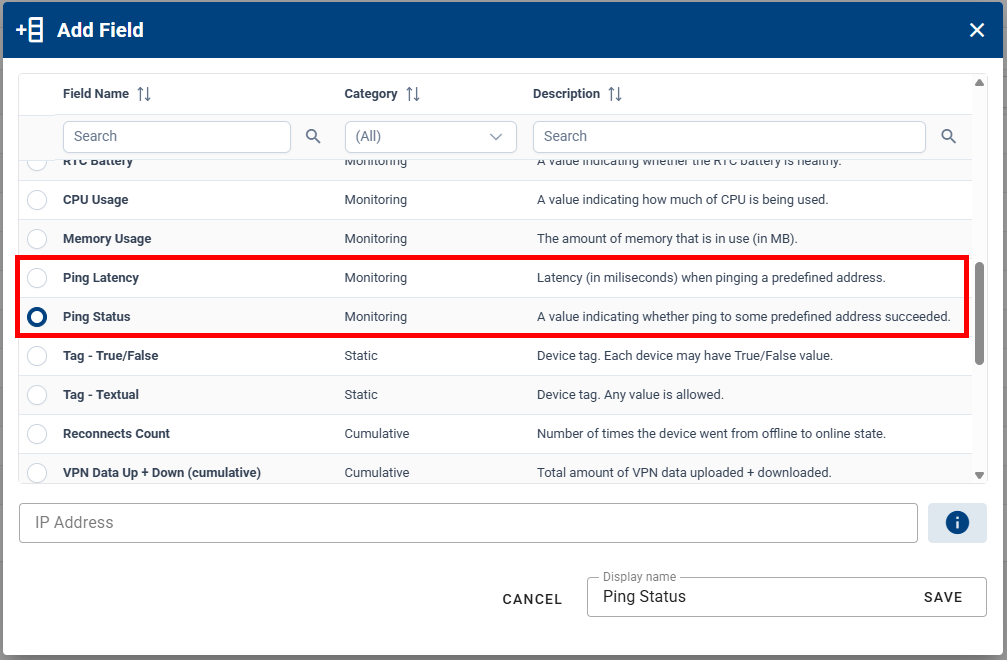 Add Field
Field Name Category Description
Search (All) Search
RTC Battery Monitoring A value indicating whether the RTC battery is healthy.
CPU Usage Monitoring A value indicating how much of CPU is being used.
Memory Usage Monitoring The amount of memory that is in use (in MB).
Ping Latency Monitoring Latency (in miliseconds) when pinging a predefined address.
Ping Status Monitoring A value indicating whether ping to some predefined address succeeded.
Tag - True/False Static Device tag. Each device may have True/False value.
Tag - Textual Static Device tag. Any value is allowed.
Reconnects Count Cumulative Number of times the device went from offline to online state.
VPN Data Up + Down (cumulative) Cumulative Total amount of VPN data uploaded + downloaded.
IP Address
Display name
CANCEL Ping Status SAVE